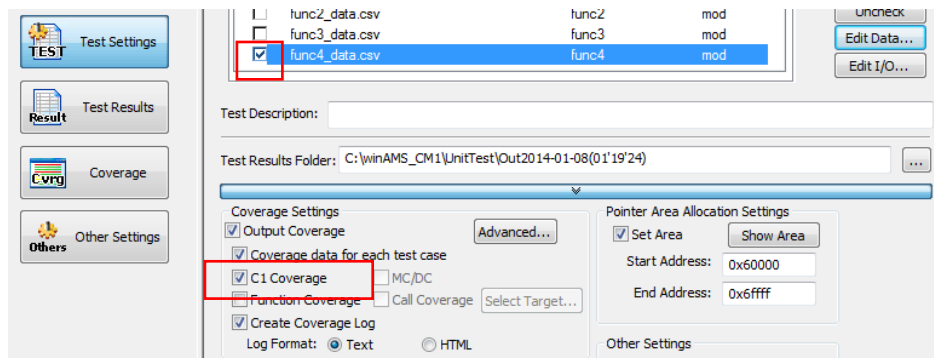 func2_data.csv func2 mod
Uncheck
func3_data.csv func3 mod
func4_data.csv func4 mod
Edit Data...
Edit I/O...
TEST Test Settings
Result Test Results
Cvrg Coverage
Others Other Settings
Test Description:
Test Results Folder: C:\winAMS_CM1\UnitTest\Out2014-01-08(01'19'24)
...
Coverage Settings
Output Coverage Advanced...
Coverage data for each test case
C1 Coverage MC/DC
Function Coverage Call Coverage Select Target...
Create Coverage Log
Log Format: Text HTML
Pointer Area Allocation Settings
Set Area Show Area
Start Address: 0x60000
End Address: 0x6ffff
Other Settings